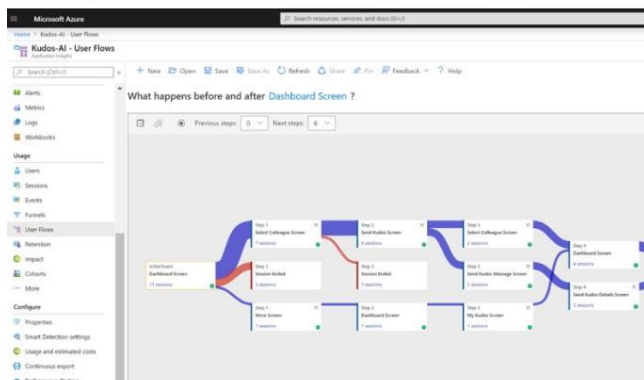 Microsoft Azure
Search resources, services, and docs (G+/)
Home > Kudos-AI - User Flows
Kudos-AI - User Flows
Application Insights
Search (Ctrl+/)
New Open Save Save As Refresh Share Pin Feedback Help
Alerts
Metrics
Logs
Workbooks
Usage
Users
Sessions
Events
Funnels
User Flows
Retention
Impact
Cohorts
More
Configure
Properties
Smart Detection settings
Usage and estimated costs
Continuous export
What happens before and after Dashboard Screen ?
Previous steps: 0 Next steps: 6
Initial Event
Dashboard Screen
11 sessions
Step 1
Select Colleague Screen
7 sessions
Step 1
Session Ended
3 sessions
Step 1
More Screen
1 sessions
Step 2
Send Kudos Screen
6 sessions
Step 2
Session Ended
1 sessions
Step 2
Dashboard Screen
1 sessions
Step 3
Select Colleague Screen
3 sessions
Step 3
Send Kudos Message Screen
3 sessions
Step 3
My Kudos Screen
1 sessions
Step 4
Dashboard Screen
4 sessions
Step 4
Send Kudos Details Screen
3 sessions